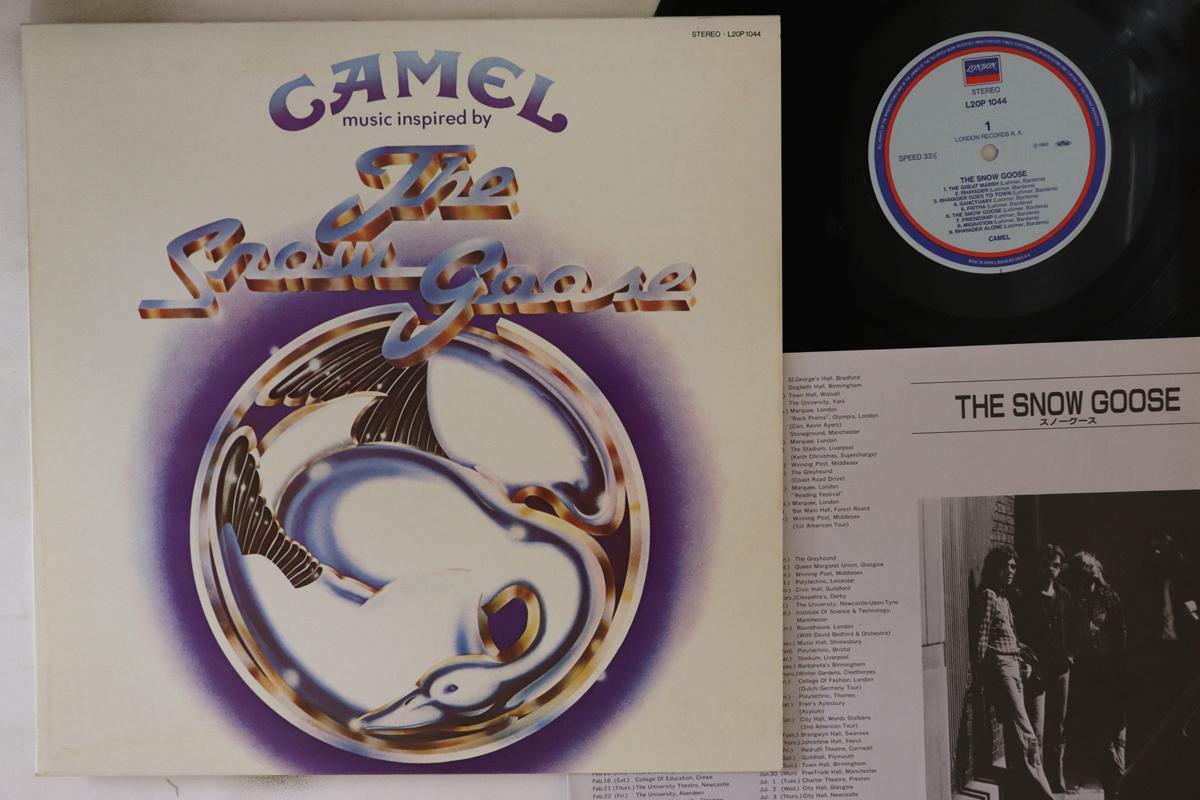 STEREO · L20P1044
CAMEL
music inspired by
The
Snow Goose
LONDON
STEREO
L20P 1044
1
LONDON RECORDS K. K.
SPEED 33⅓
THE SNOW GOOSE
1. THE GREAT MARSH (Latimer, Bardens)
2. RHAYADER (Latimer, Bardens)
3. RHAYADER GOES TO TOWN (Latimer, Bardens)
4. SANCTUARY (Latimer, Bardens)
5. FRITHA (Latimer, Bardens)
6. THE SNOW GOOSE (Latimer, Bardens)
7. FRIENDSHIP (Latimer, Bardens)
8. MIGRATION (Latimer, Bardens)
9. RHAYADER ALONE (Latimer, Bardens)
CAMEL
THE SNOW GOOSE
スノーグース
St.George's Hall, Bradford
Dogbeth Hall, Birmingham
Town Hall, Walsall
The University, York
Marquee, London
"Rock Proms", Olympia, London
(Can, Kevin Ayers)
Stoneground, Manchester
Marquee, London
The Stadium, Liverpool
(Keith Christmas, Supercharge)
Winning Post, Middlesex
The Greyhound
(Coast Road Drive)
Marquee, London
"Reading Festival"
Marquee, London
Bar Main Hall, Forest Roard
Winning Post, Middlesex
(1st American Tour)
The Greyhound
Queen Margaret Union, Glasgow
Winning Post, Middlesex
Polytechnic, Leicester
Civic Hall, Guildford
Cleopatra's, Derby
The University, Newcastle-Upon-Tyne
Institute Of Science & Technology,
Manchester
Roundhouse, London
(With David Bedford & Orchestra)
Music Hall, Shrewsbury
Polytechnic, Bristol
Stadium, Liverpool
Barbarella's Birmingham
Winter Gardens, Cleethorpes
College Of Fashion, London
(Dutch Germany Tour)
Polytechnic, Thames
Friar's Aylesbury
(Asylum)
City Hall, Words Stalbans
(2nd American Tour)
Brangwyn Hall, Swansea
Johnstone Hall, Yeovil
Redruth Theatre, Cornwall
Guildhall, Plymouth
Town Hall, Birmingham
Jun.30 (Mon) FreeTrade Hall, Manchester
Jul. 1 (Tues.) Charter Theatre, Preston
Jul. 2 (Wed.) City Hall, Glasgow
Jul. 3 (Thurs.) City Hall, Newcastle
Feb.16 (Sat.) College Of Education, Crewe
Feb.21 (Thurs.) The University Theatre, Newcastle
Feb.22 (Fri.) The University, Aberdeen